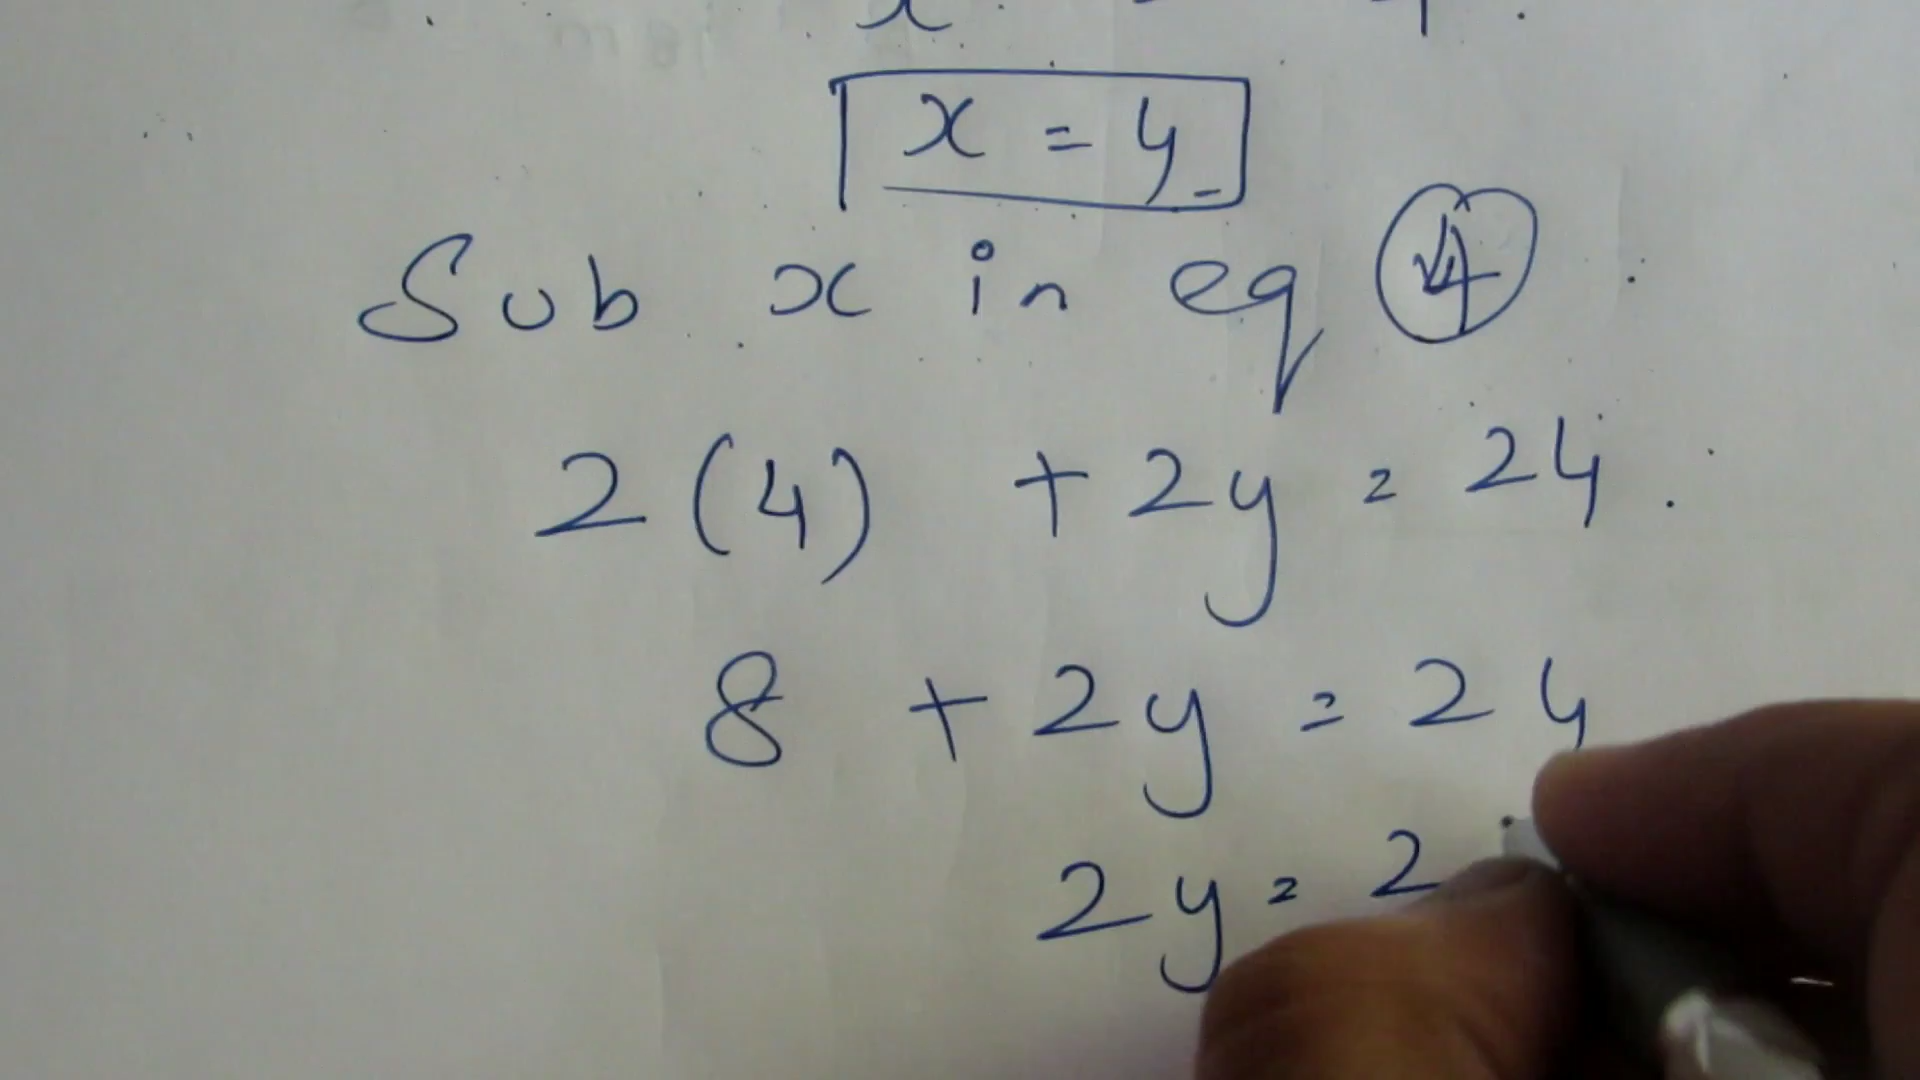 x = 4
Sub x in eq 4
2(4) + 2y = 24
8 + 2y = 24
2y = 2